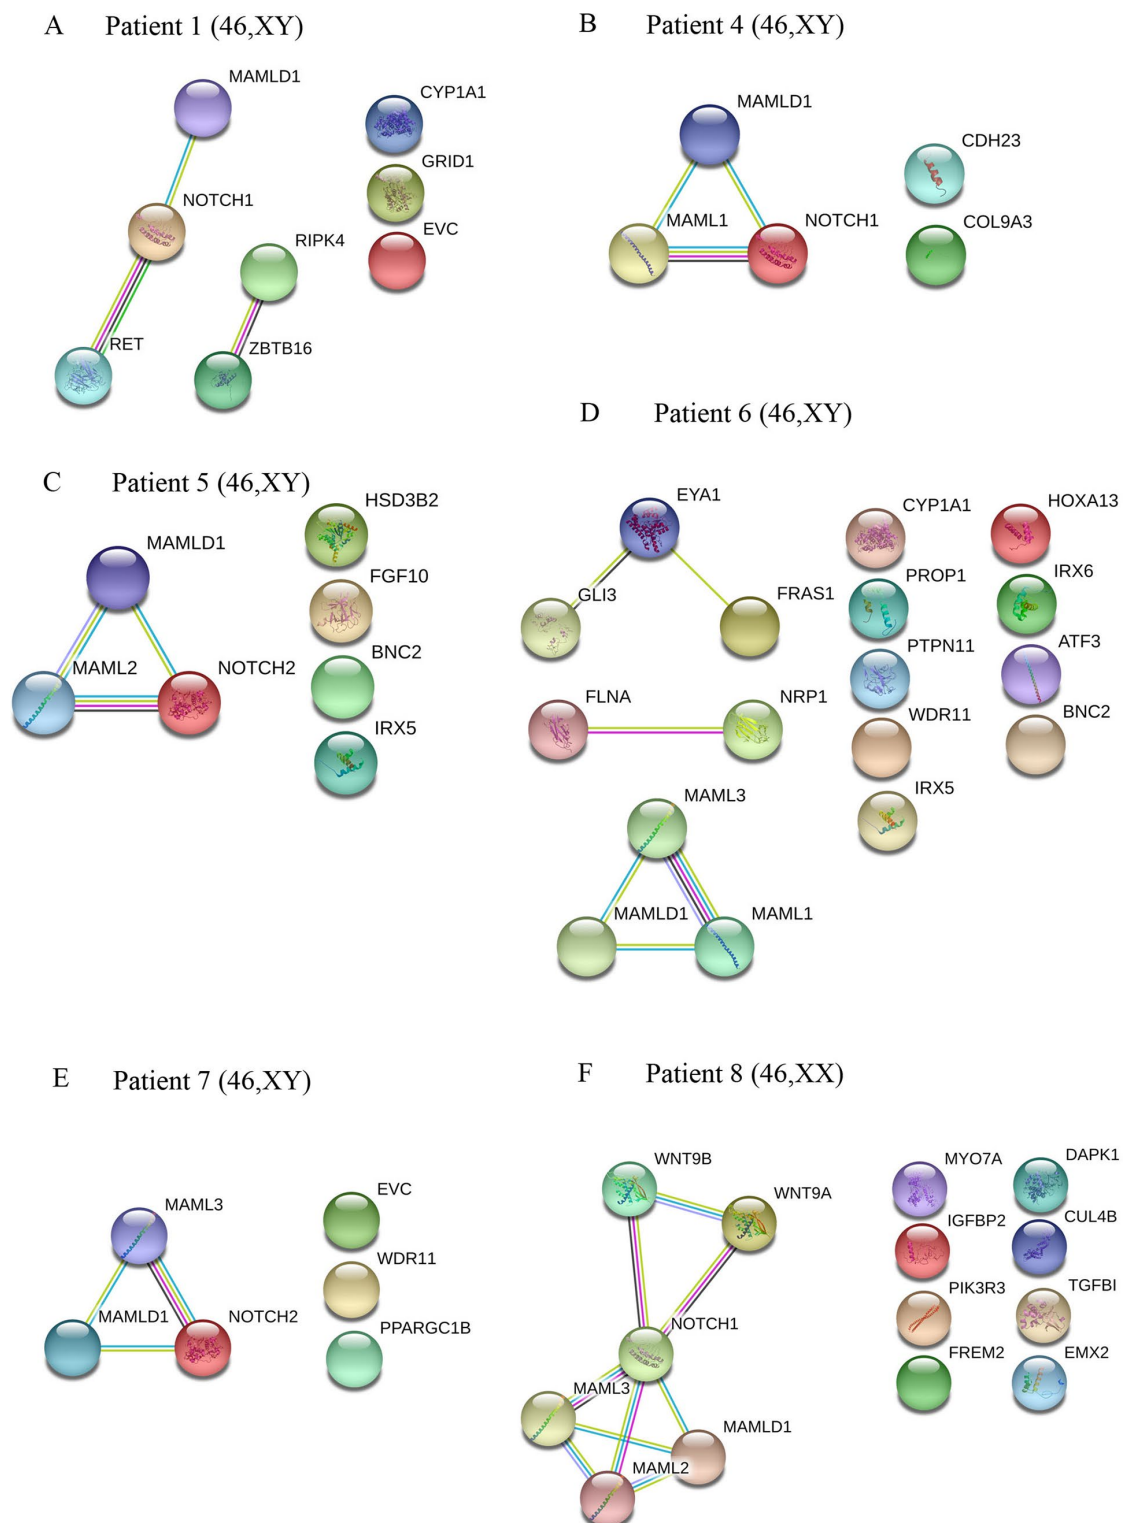 A Patient 1 (46,XY)
MAMLD1
CYP1A1
GRID1
NOTCH1
EVC
RIPK4
RET
ZBTB16
B Patient 4 (46,XY)
MAMLD1
CDH23
MAML1
NOTCH1
COL9A3
C Patient 5 (46,XY)
HSD3B2
MAMLD1
FGF10
BNC2
MAML2
NOTCH2
IRX5
D Patient 6 (46,XY)
EYA1
CYP1A1
HOXA13
GLI3
FRAS1
PROP1
IRX6
PTPN11
ATF3
FLNA
NRP1
WDR11
BNC2
IRX5
MAML3
MAMLD1
MAML1
E Patient 7 (46,XY)
MAML3
EVC
WDR11
MAMLD1
NOTCH2
PPARGC1B
F Patient 8 (46,XX)
WNT9B
WNT9A
MYO7A
DAPK1
IGFBP2
CUL4B
PIK3R3
TGFBI
NOTCH1
FREM2
EMX2
MAML3
MAMLD1
MAML2